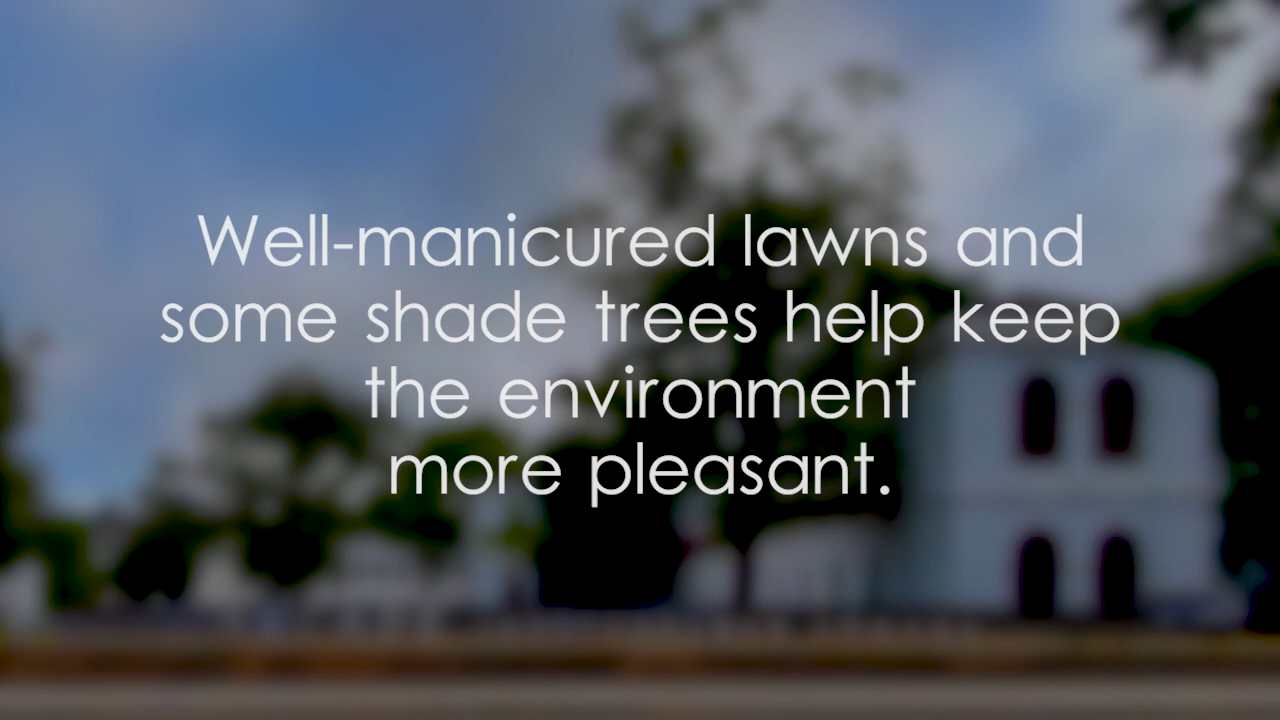 Well-manicured lawns and
some shade trees help keep
the environment
more pleasant.